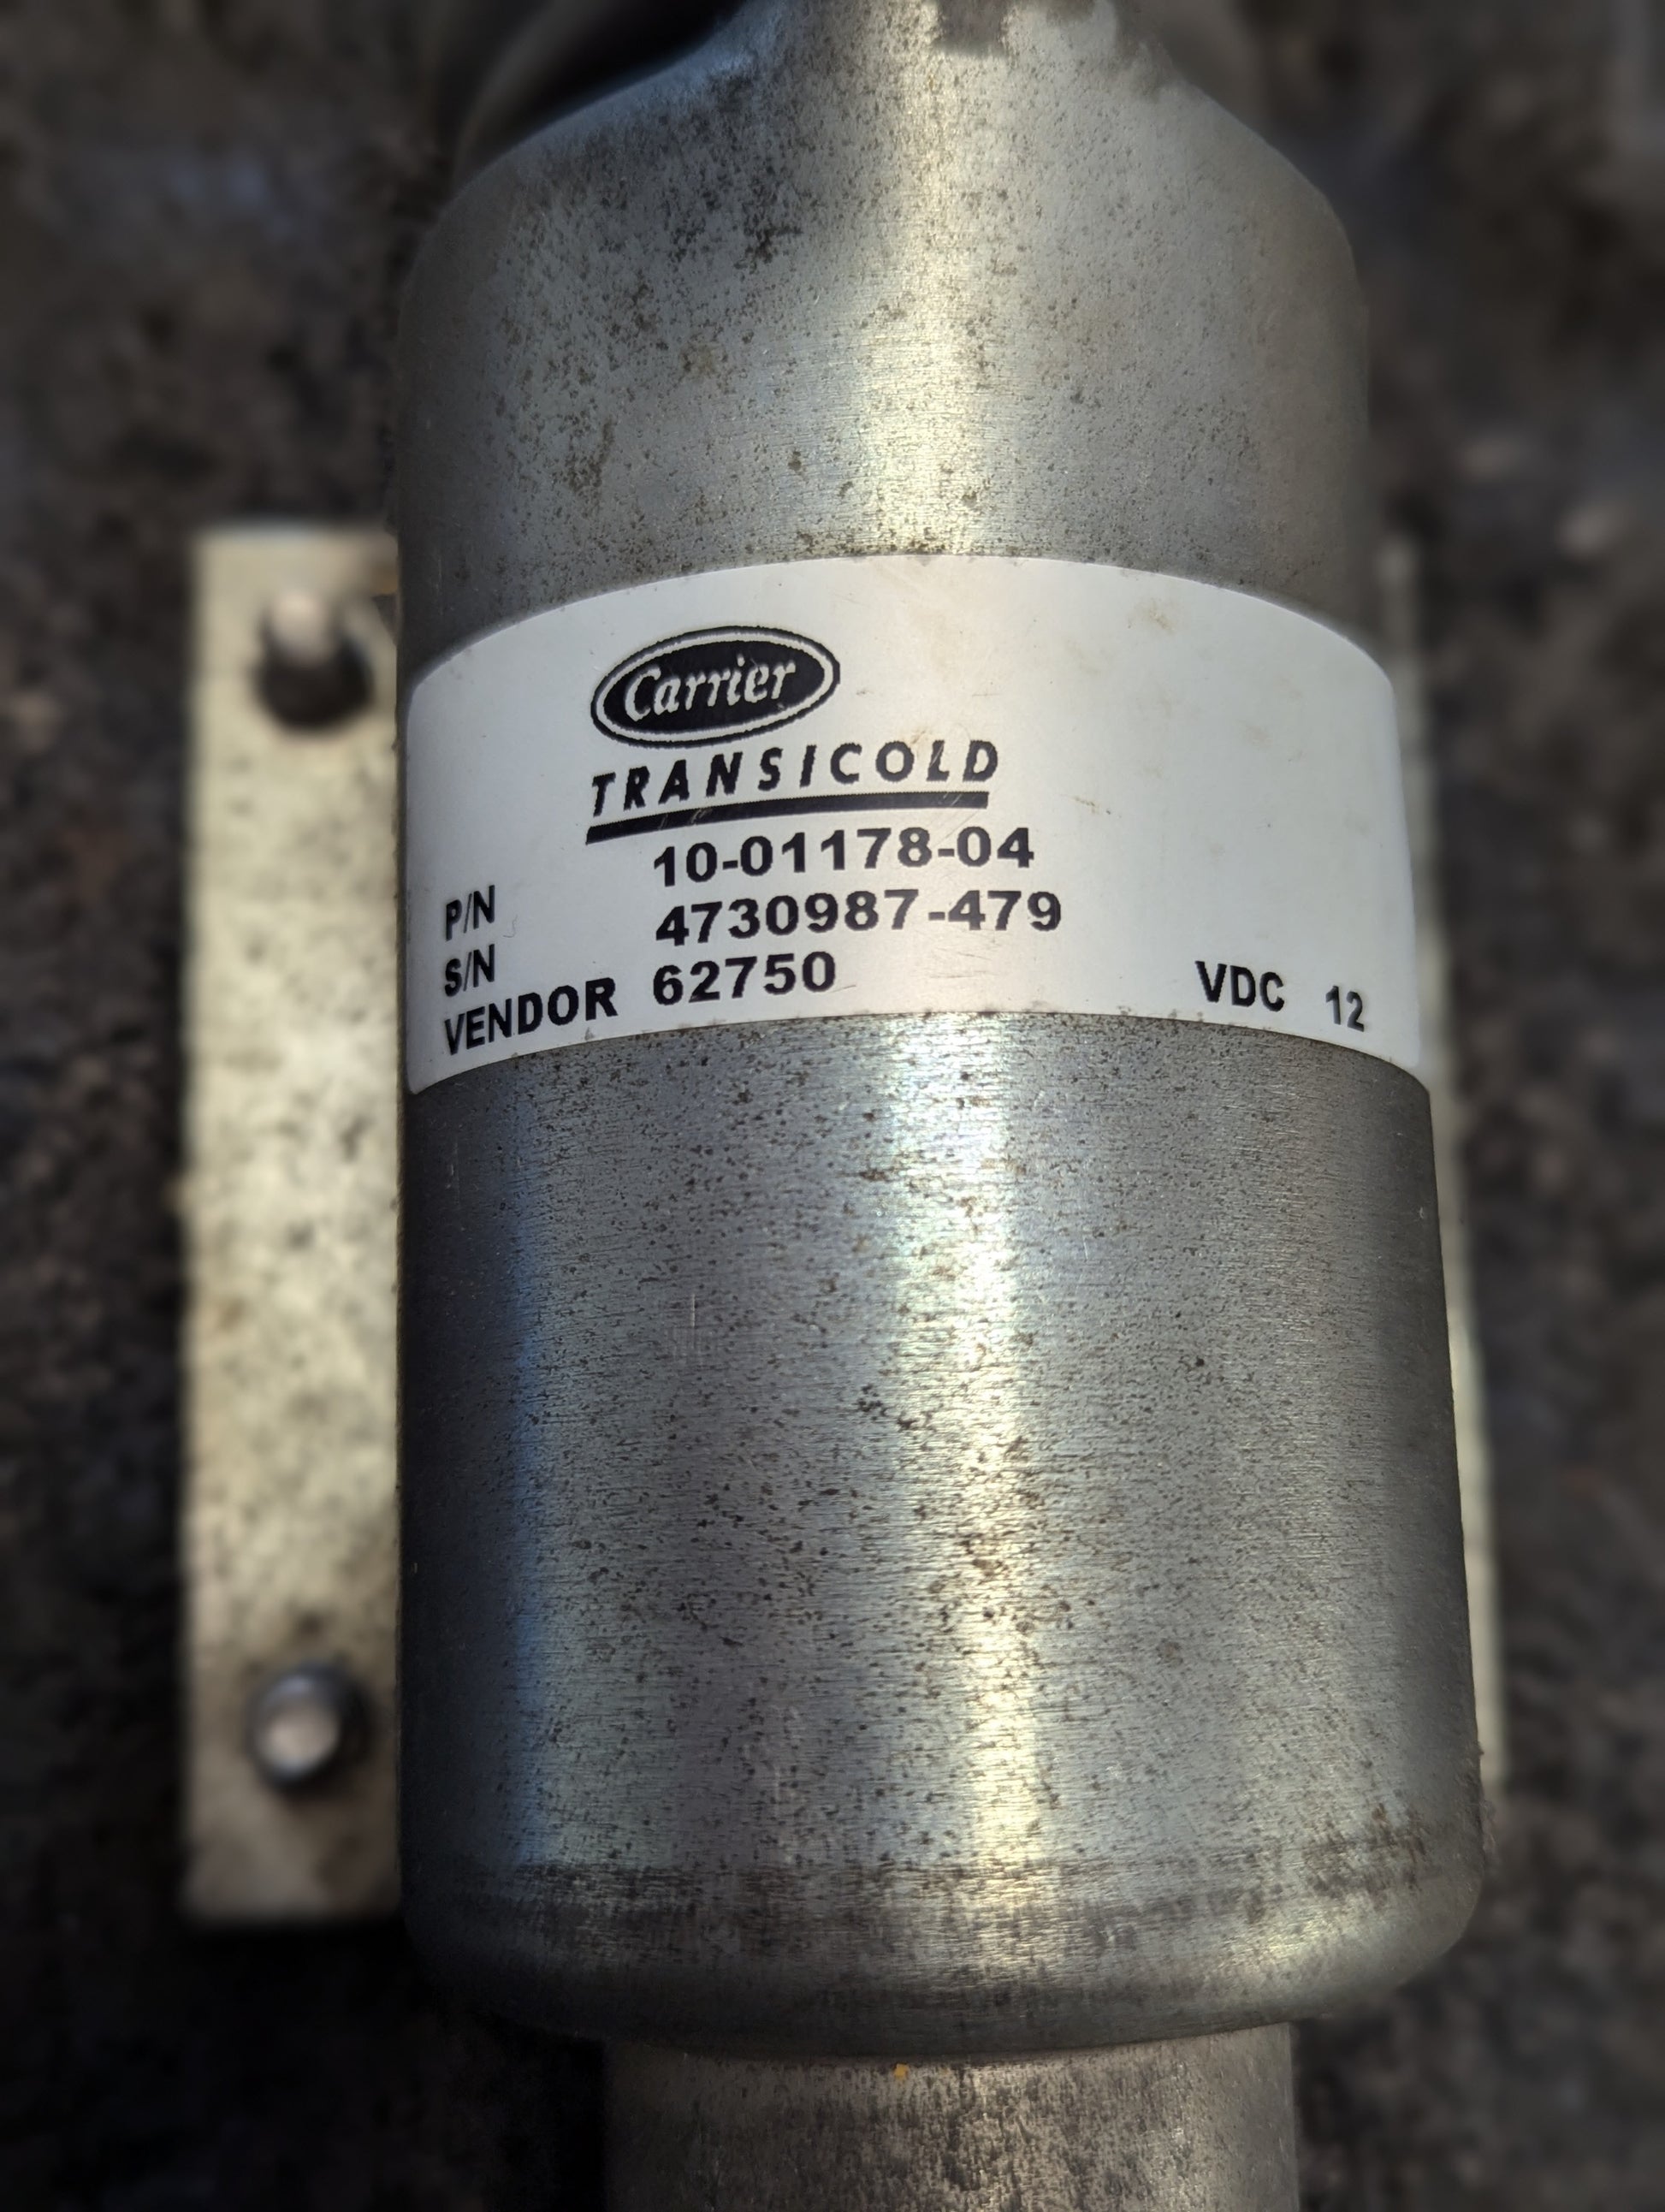 Carrier
TRANSICOLD
P/N 10-01178-04
S/N 4730987-479
VENDOR 62750 VDC 12